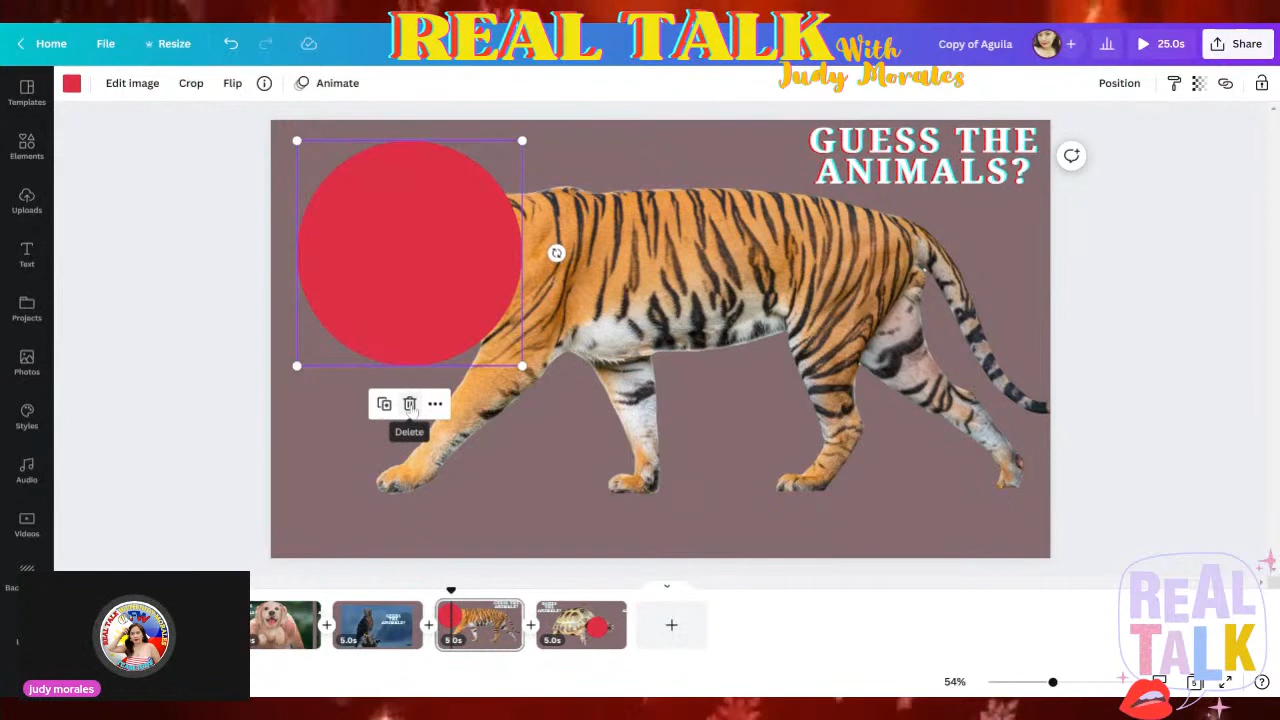 REAL TALK
With
Judy Morales
Home
File
Resize
Copy of Aguila
25.0s
Share
Edit image
Crop
Flip
Animate
Position
Templates
Elements
Uploads
Text
Projects
Photos
Styles
Audio
Videos
GUESS THE
ANIMALS?
Delete
5.0s
5.0s
5.0s
54%
5
judy morales
REAL
TALK